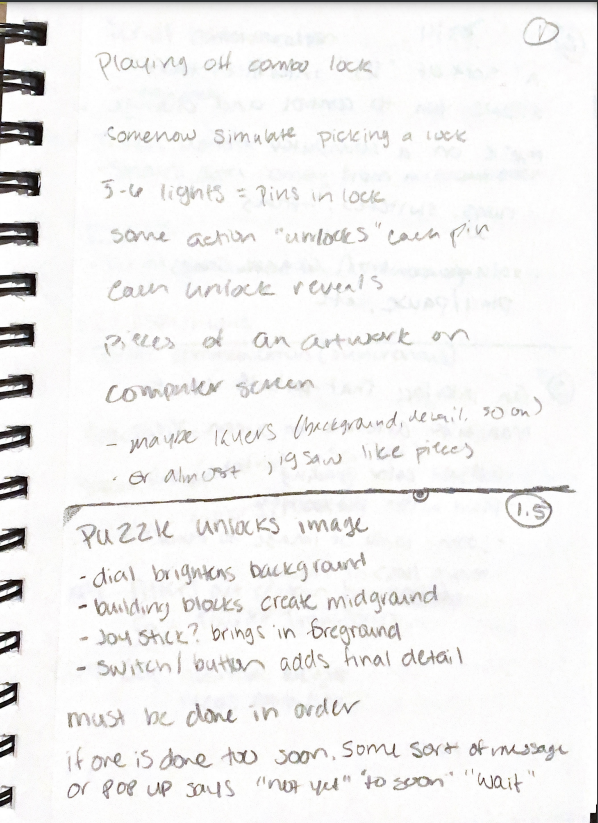 1
Playing off combo lock
Somehow simulate picking a lock
5-6 lights = pins in lock
some action "unlocks" each pin
each unlock reveals
pieces of an artwork on
computer screen
- maybe layers (background, detail, so on)
- or almost jigsaw like pieces
1.5
Puzzle unlocks image
- dial brightens background
- building blocks create midground
- Joy stick? brings in foreground
- switch/button adds final detail
must be done in order
if one is done too soon, some sort of message
or pop up says "not yet" "to soon" "wait"